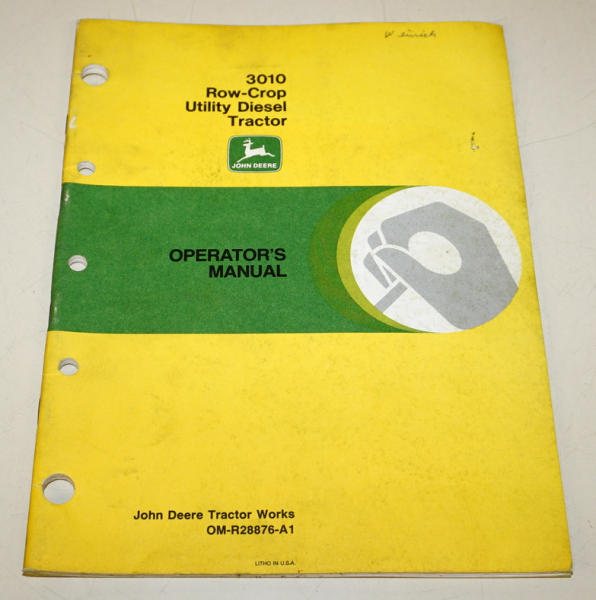 3010
Row-Crop
Utility Diesel
Tractor
JOHN DEERE
OPERATOR'S
MANUAL
John Deere Tractor Works
OM-R28876-A1
LITHO IN U.S.A.